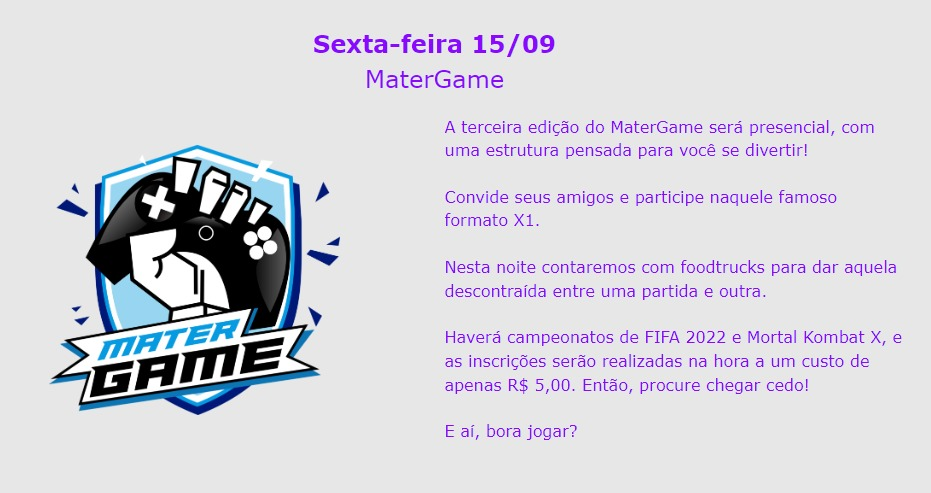 Sexta-feira 15/09
MaterGame
A terceira edição do MaterGame será presencial, com
uma estrutura pensada para você se divertir!
Convide seus amigos e participe naquele famoso
formato X1.
Nesta noite contaremos com foodtrucks para dar aquela
descontraída entre uma partida e outra.
Haverá campeonatos de FIFA 2022 e Mortal Kombat X, e
as inscrições serão realizadas na hora a um custo de
apenas R$ 5,00. Então, procure chegar cedo!
E aí, bora jogar?
MATER
GAME